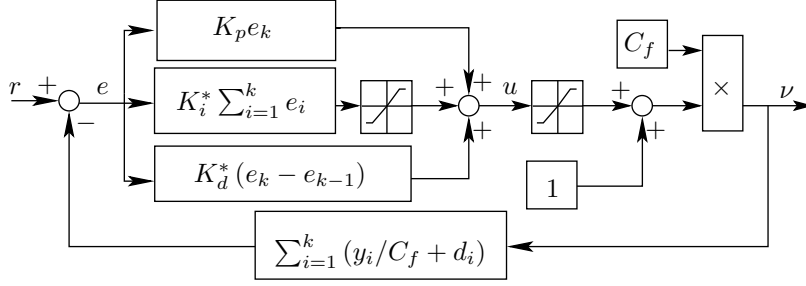 K_p e_k
C_f
r + e
K_i^* \sum_{i=1}^{k} e_i
+ + u + ν
×
−
+ +
K_d^* (e_k − e_{k−1})
1
\sum_{i=1}^{k} (y_i/C_f + d_i)